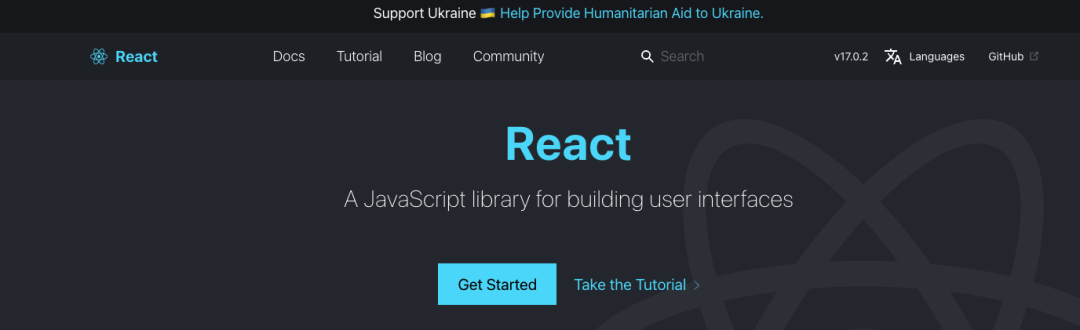 Support Ukraine 🇺🇦 Help Provide Humanitarian Aid to Ukraine.
React Docs Tutorial Blog Community Search v17.0.2 Languages GitHub
React
A JavaScript library for building user interfaces
Get Started Take the Tutorial